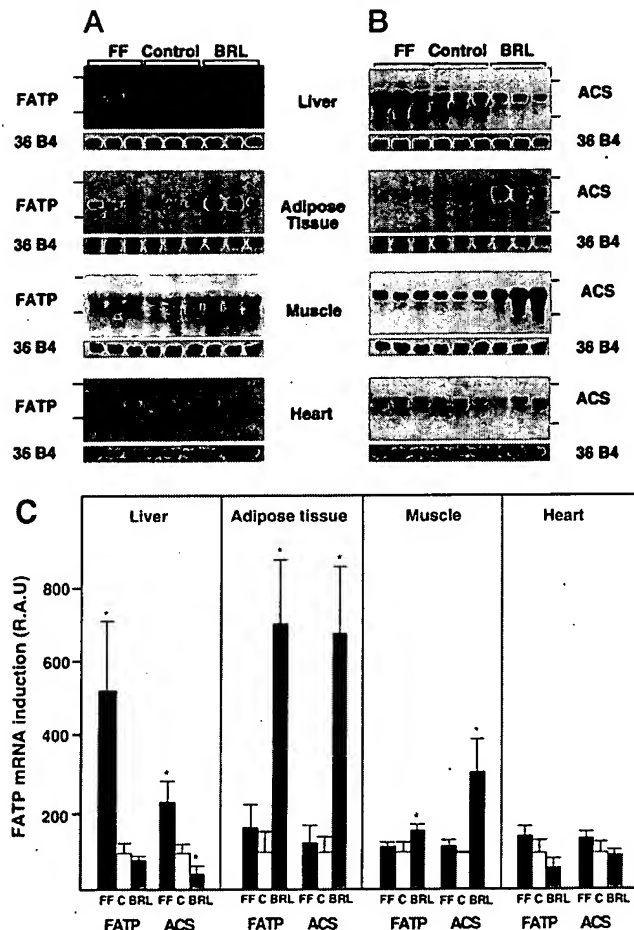 A
FF Control BRL
FATP
36 B4
FATP
36 B4
FATP
36 B4
FATP
36 B4
Liver
Adipose
Tissue
Muscle
Heart
B
FF Control BRL
ACS
36 B4
ACS
36 B4
ACS
36 B4
ACS
36 B4
C
Liver Adipose tissue Muscle Heart
FATP mRNA induction (R.A.U)
800
600
400
200
* * * * * * *
FF C BRL FF C BRL FF C BRL FF C BRL FF C BRL FF C BRL FF C BRL FF C BRL
FATP ACS FATP ACS FATP ACS FATP ACS